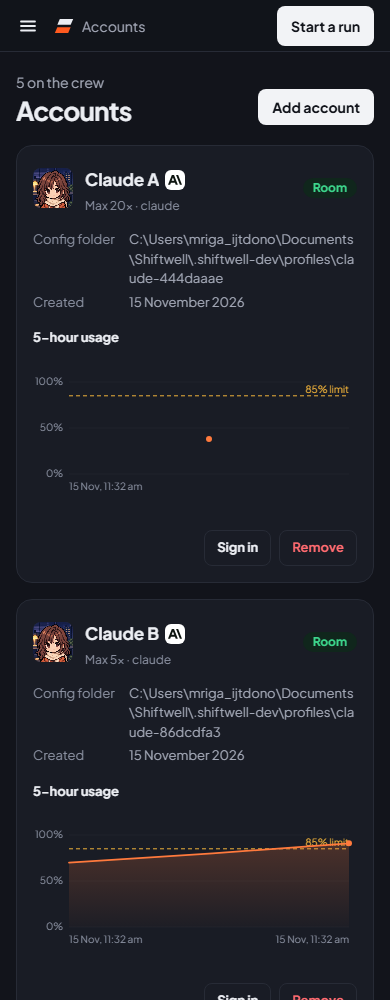 Accounts
Start a run
5 on the crew
Accounts
Add account
Claude A
Room
Max 20× · claude
Config folder
C:\Users\mriga_ijtdono\Documents
\Shiftwell\.shiftwell-dev\profiles\cla
ude-444daaae
Created
15 November 2026
5-hour usage
100%
85% limit
50%
0%
15 Nov, 11:32 am
Sign in
Remove
Claude B
Room
Max 5× · claude
Config folder
C:\Users\mriga_ijtdono\Documents
\Shiftwell\.shiftwell-dev\profiles\cla
ude-86dcdfa3
Created
15 November 2026
5-hour usage
100%
85% limit
50%
0%
15 Nov, 11:32 am
15 Nov, 11:32 am
Sign in
Remove